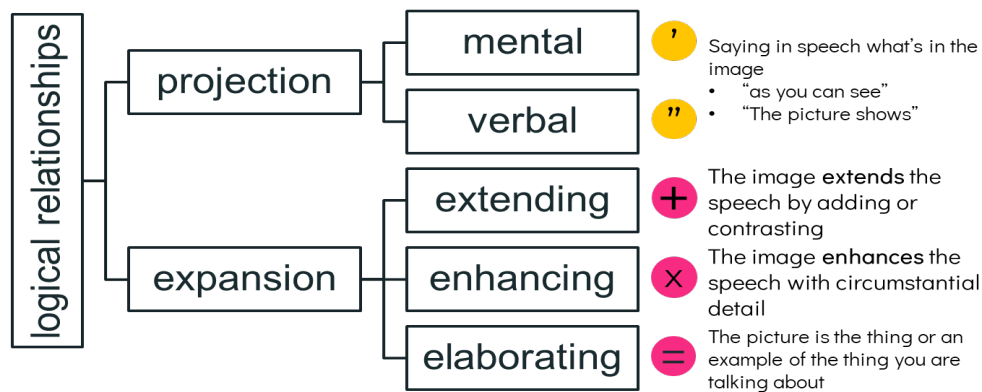 logical relationships
projection
mental
'
verbal
"
Saying in speech what's in the
image
• "as you can see"
• "The picture shows"
expansion
extending
+
The image extends the
speech by adding or
contrasting
enhancing
x
The image enhances the
speech with circumstantial
detail
elaborating
=
The picture is the thing or an
example of the thing you are
talking about